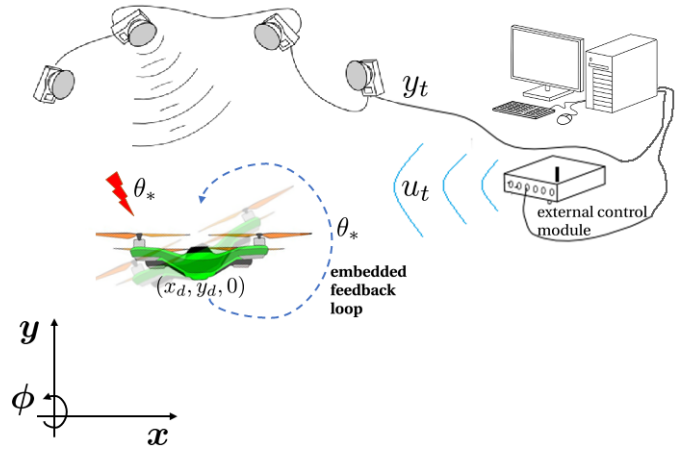 y_t
u_t
external control
module
θ_*
θ_*
embedded
feedback
loop
(x_d, y_d, 0)
y
ϕ
x